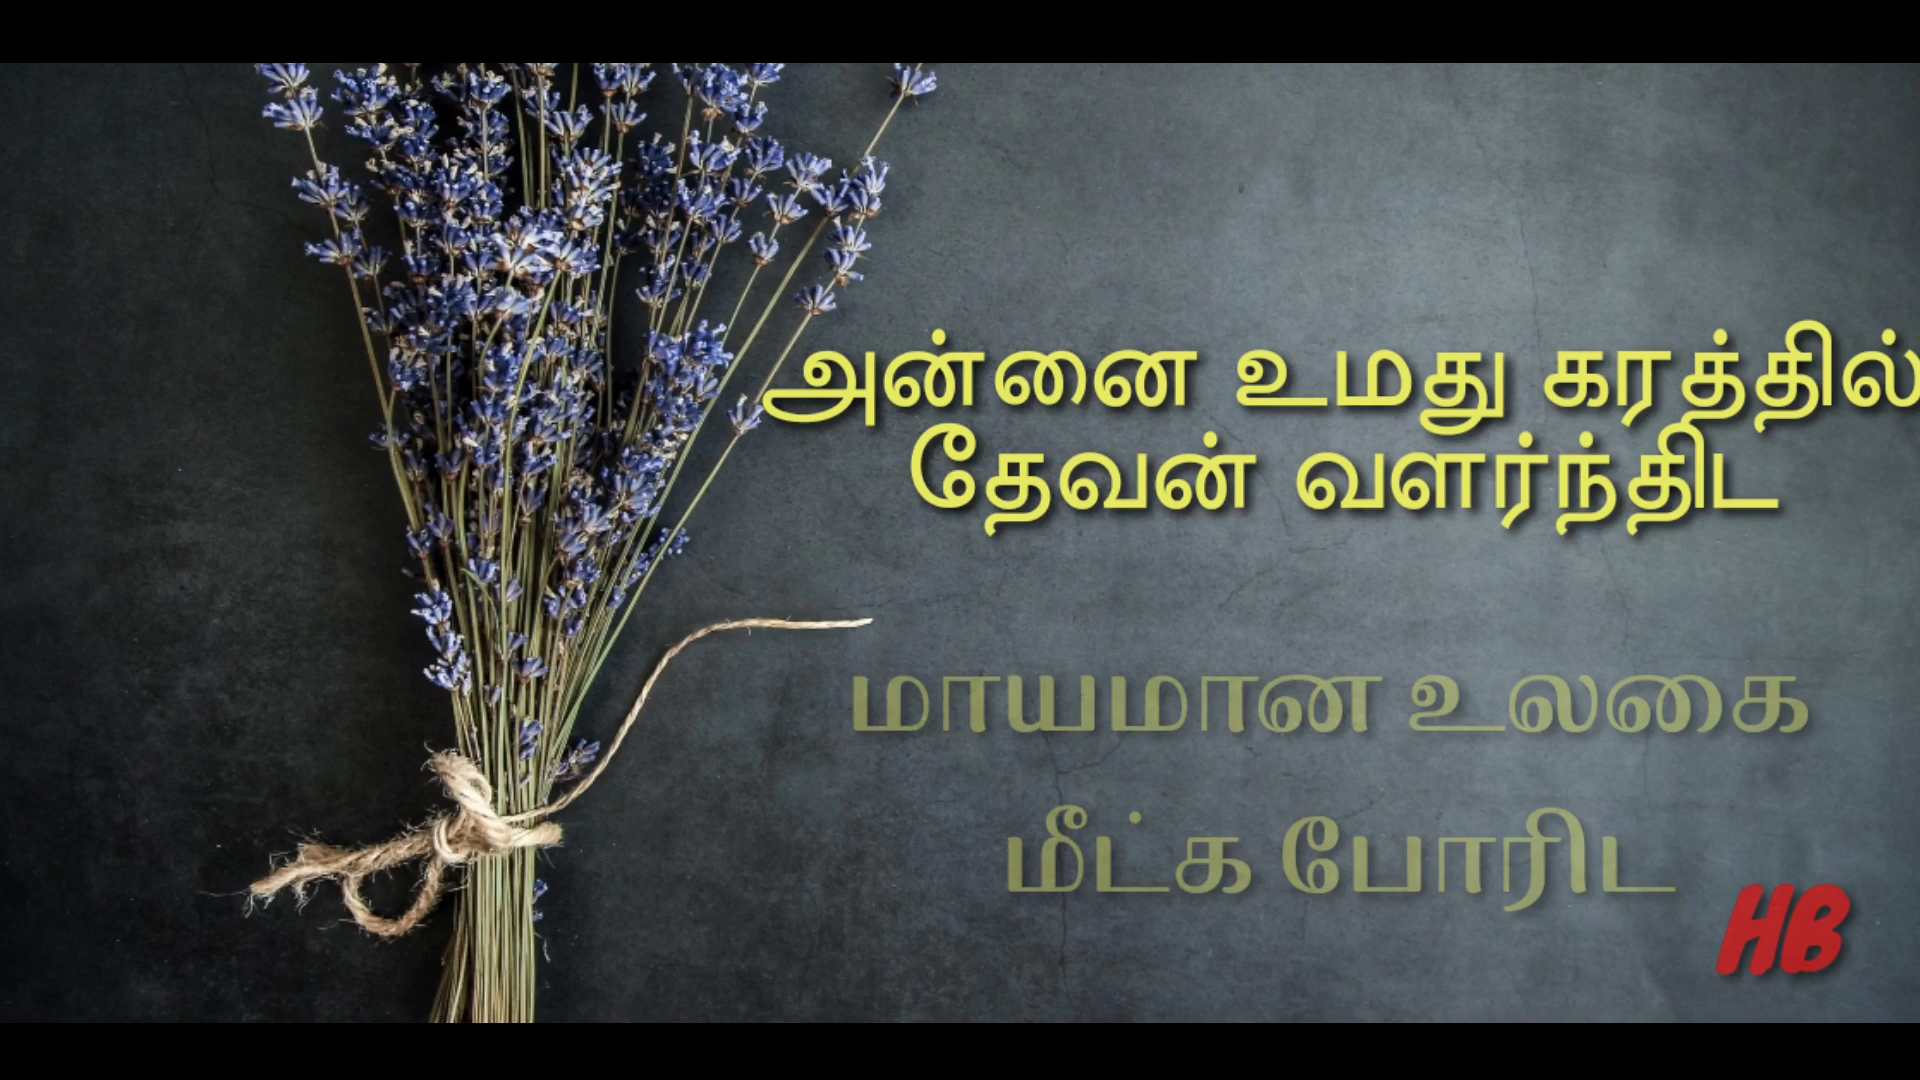 அன்னை உமது கரத்தில்
தேவன் வளர்ந்திட
மாயமான உலகை
மீட்க போரிட
HB